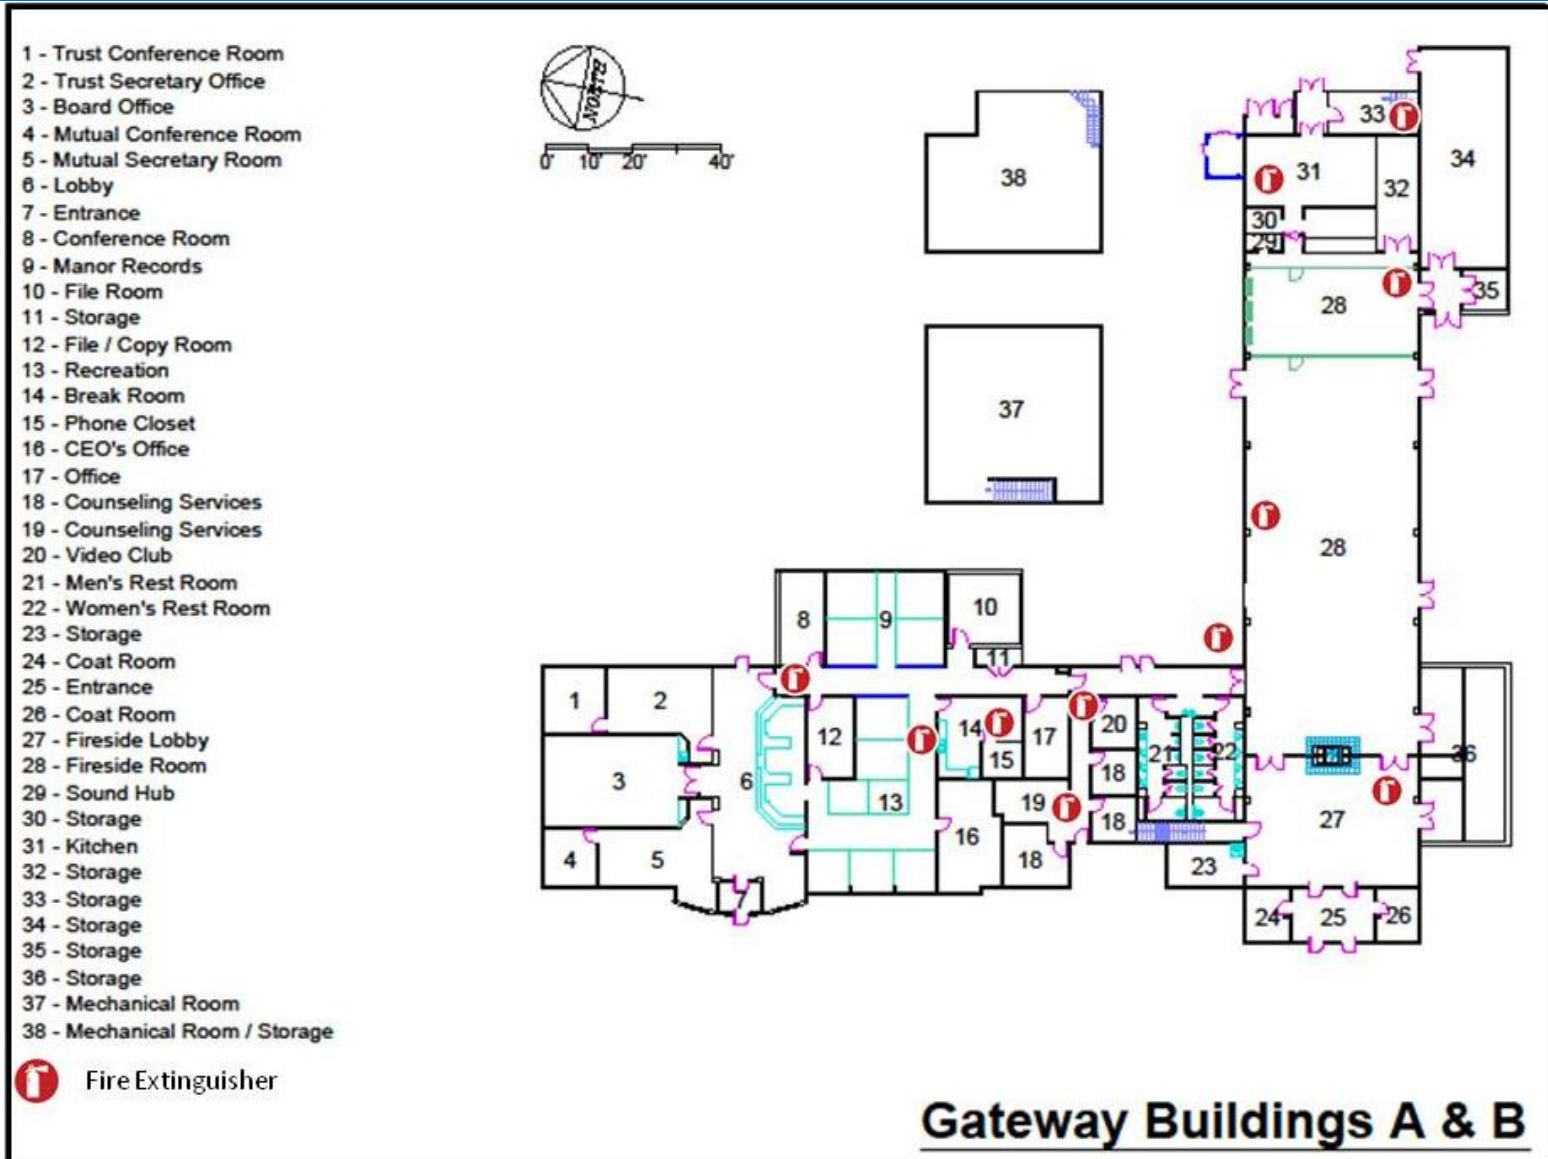 1 - Trust Conference Room
2 - Trust Secretary Office
3 - Board Office
4 - Mutual Conference Room
5 - Mutual Secretary Room
6 - Lobby
7 - Entrance
8 - Conference Room
9 - Manor Records
10 - File Room
11 - Storage
12 - File / Copy Room
13 - Recreation
14 - Break Room
15 - Phone Closet
16 - CEO's Office
17 - Office
18 - Counseling Services
19 - Counseling Services
20 - Video Club
21 - Men's Rest Room
22 - Women's Rest Room
23 - Storage
24 - Coat Room
25 - Entrance
26 - Coat Room
27 - Fireside Lobby
28 - Fireside Room
29 - Sound Hub
30 - Storage
31 - Kitchen
32 - Storage
33 - Storage
34 - Storage
35 - Storage
36 - Storage
37 - Mechanical Room
38 - Mechanical Room / Storage
Fire Extinguisher
0' 10' 20' 40'
38
33
34
31
32
30
29
28
35
37
28
8
9
10
11
1
2
12
14
17
20
21
22
36
3
6
15
18
13
19
18
27
4
5
16
18
23
7
24
25
26
Gateway Buildings A & B